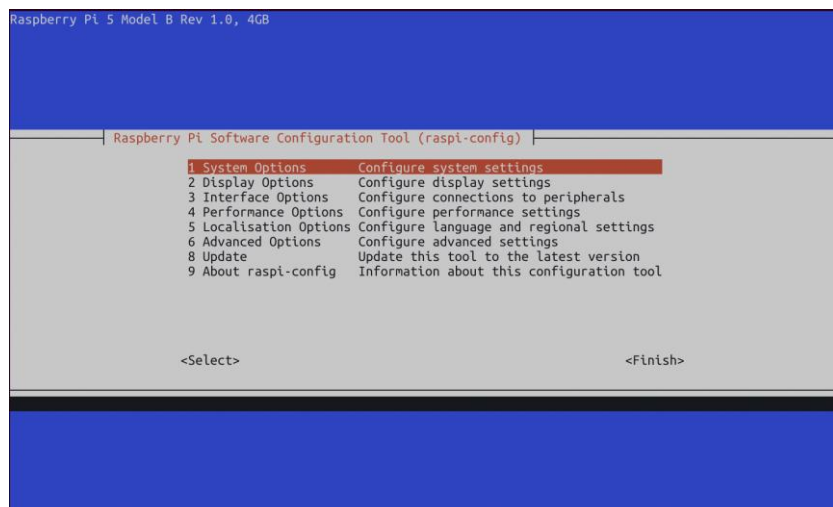 Raspberry Pi 5 Model B Rev 1.0, 4GB
Raspberry Pi Software Configuration Tool (raspi-config)
1 System Options Configure system settings
2 Display Options Configure display settings
3 Interface Options Configure connections to peripherals
4 Performance Options Configure performance settings
5 Localisation Options Configure language and regional settings
6 Advanced Options Configure advanced settings
8 Update Update this tool to the latest version
9 About raspi-config Information about this configuration tool
<Select> <Finish>